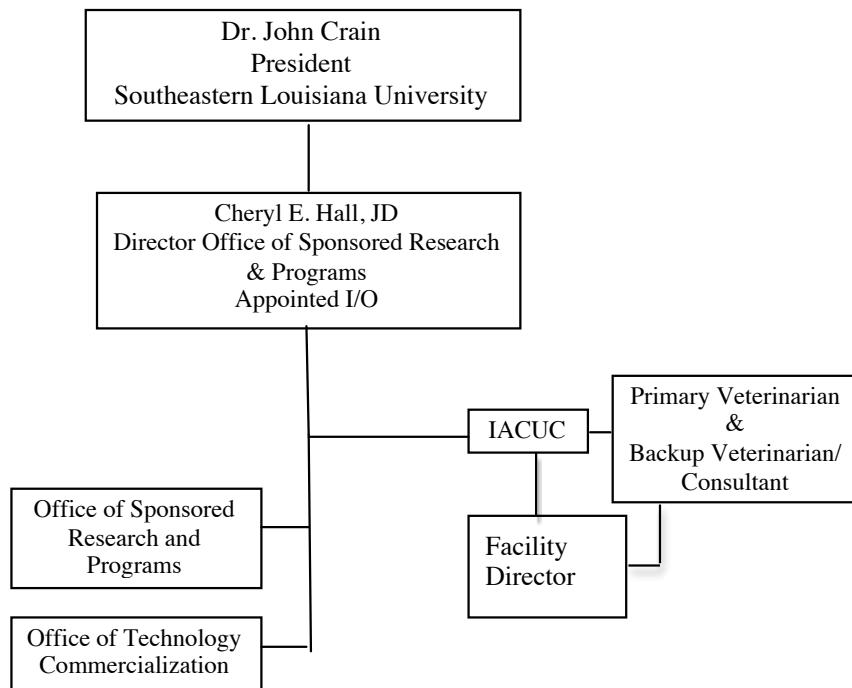 Dr. John Crain
President
Southeastern Louisiana University
Cheryl E. Hall, JD
Director Office of Sponsored Research
& Programs
Appointed I/O
Primary Veterinarian
&
Backup Veterinarian/
Consultant
IACUC
Office of Sponsored
Research and
Programs
Facility
Director
Office of Technology
Commercialization